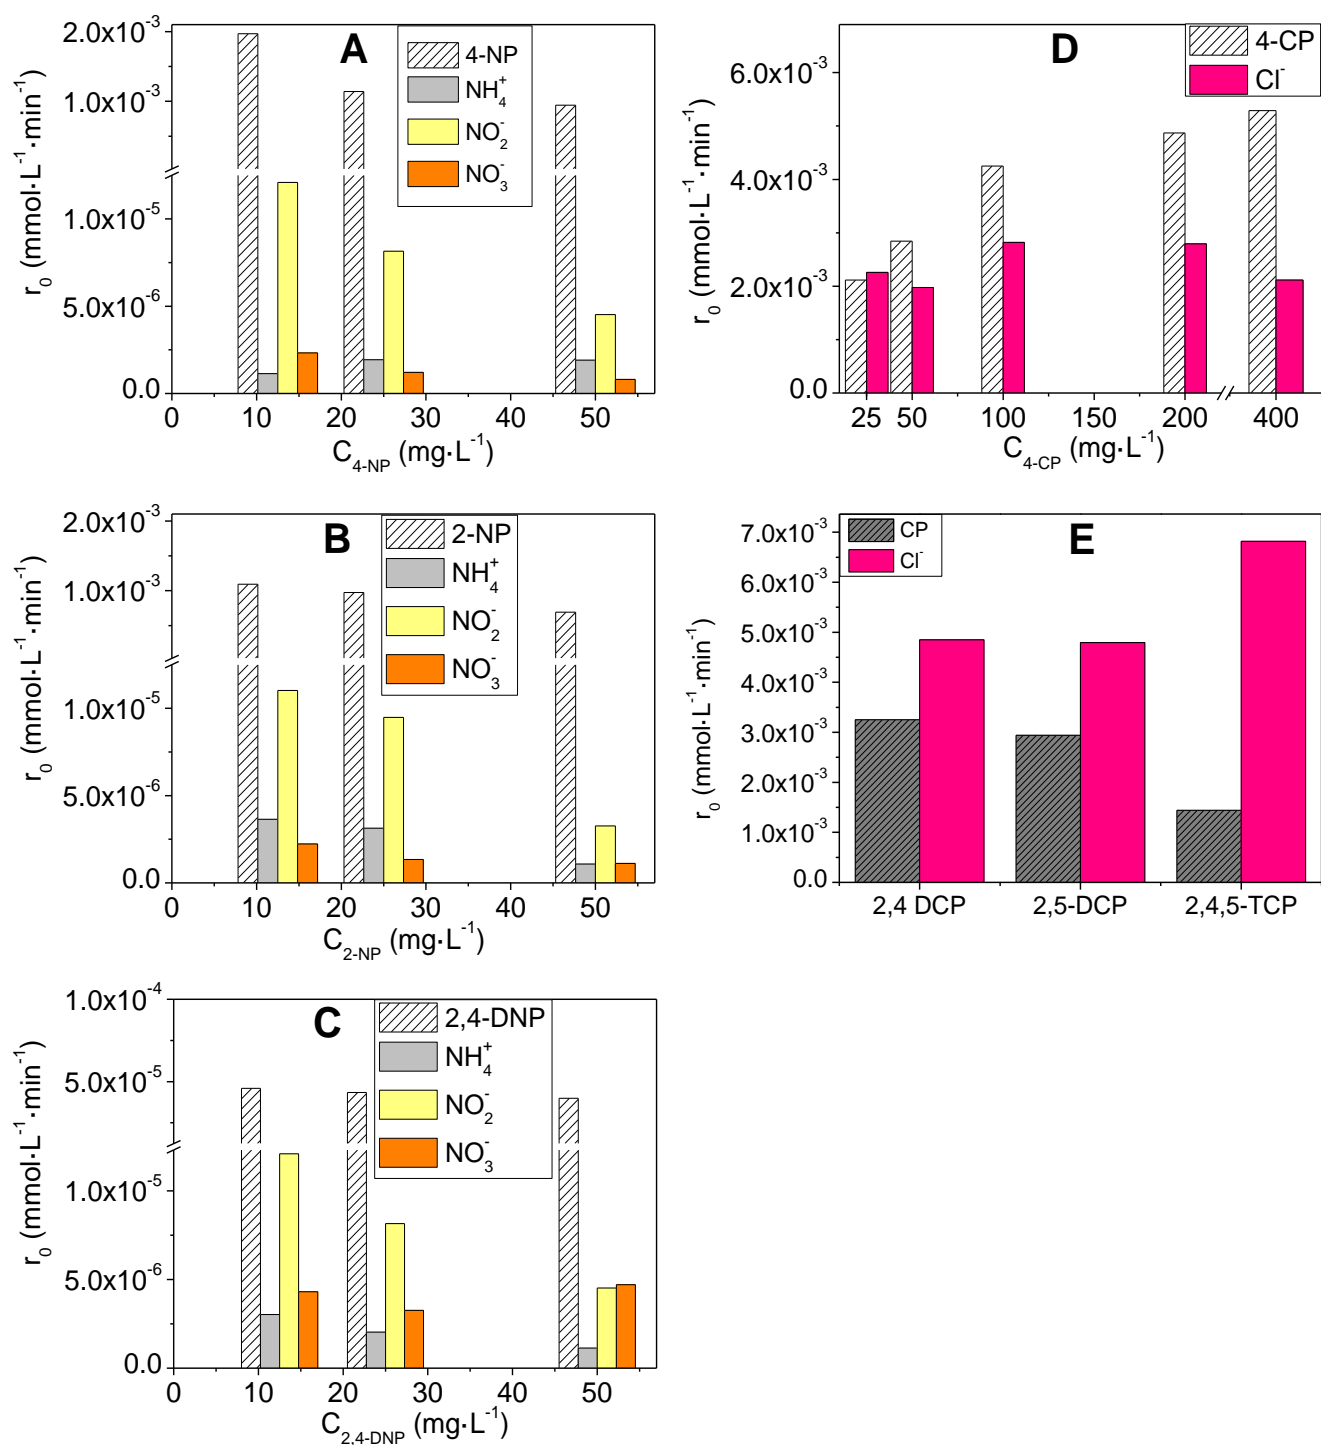 A
4-NP
NH₄⁺
NO₂⁻
NO₃⁻
2.0x10⁻³
1.0x10⁻³
1.0x10⁻⁵
5.0x10⁻⁶
0.0
r₀ (mmol·L⁻¹·min⁻¹)
0 10 20 30 40 50
C₄₋NP (mg·L⁻¹)
D
4-CP
Cl⁻
6.0x10⁻³
4.0x10⁻³
2.0x10⁻³
0.0
r₀ (mmol·L⁻¹·min⁻¹)
25 50 100 150 200 400
C₄₋CP (mg·L⁻¹)
B
2-NP
NH₄⁺
NO₂⁻
NO₃⁻
2.0x10⁻³
1.0x10⁻³
1.0x10⁻⁵
5.0x10⁻⁶
0.0
r₀ (mmol·L⁻¹·min⁻¹)
0 10 20 30 40 50
C₂₋NP (mg·L⁻¹)
E
CP
Cl⁻
7.0x10⁻³
6.0x10⁻³
5.0x10⁻³
4.0x10⁻³
3.0x10⁻³
2.0x10⁻³
1.0x10⁻³
0.0
r₀ (mmol·L⁻¹·min⁻¹)
2,4 DCP 2,5-DCP 2,4,5-TCP
C
2,4-DNP
NH₄⁺
NO₂⁻
NO₃⁻
1.0x10⁻⁴
5.0x10⁻⁵
1.0x10⁻⁵
5.0x10⁻⁶
0.0
r₀ (mmol·L⁻¹·min⁻¹)
0 10 20 30 40 50
C₂,₄₋DNP (mg·L⁻¹)